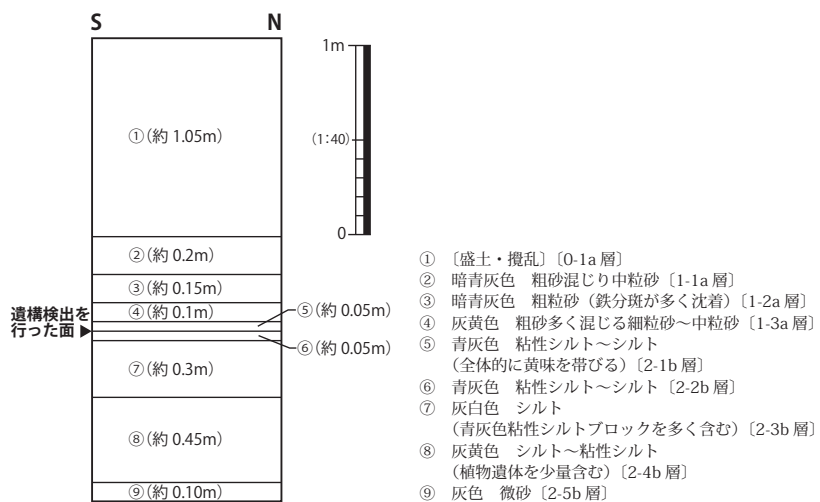 S N
1m
(1:40)
0
①(約 1.05m)
②(約 0.2m)
③(約 0.15m)
④(約 0.1m)
遺構検出を
行った面 ▶
⑤(約 0.05m)
⑥(約 0.05m)
⑦(約 0.3m)
⑧(約 0.45m)
⑨(約 0.10m)
① 〔盛土・攪乱〕〔0-1a 層〕
② 暗青灰色 粗砂混じり中粒砂〔1-1a 層〕
③ 暗青灰色 粗粒砂（鉄分斑が多く沈着）〔1-2a 層〕
④ 灰黄色 粗砂多く混じる細粒砂～中粒砂〔1-3a 層〕
⑤ 青灰色 粘性シルト～シルト
（全体的に黄味を帯びる）〔2-1b 層〕
⑥ 青灰色 粘性シルト～シルト〔2-2b 層〕
⑦ 灰白色 シルト
（青灰色粘性シルトブロックを多く含む）〔2-3b 層〕
⑧ 灰黄色 シルト～粘性シルト
（植物遺体を少量含む）〔2-4b 層〕
⑨ 灰色 微砂〔2-5b 層〕